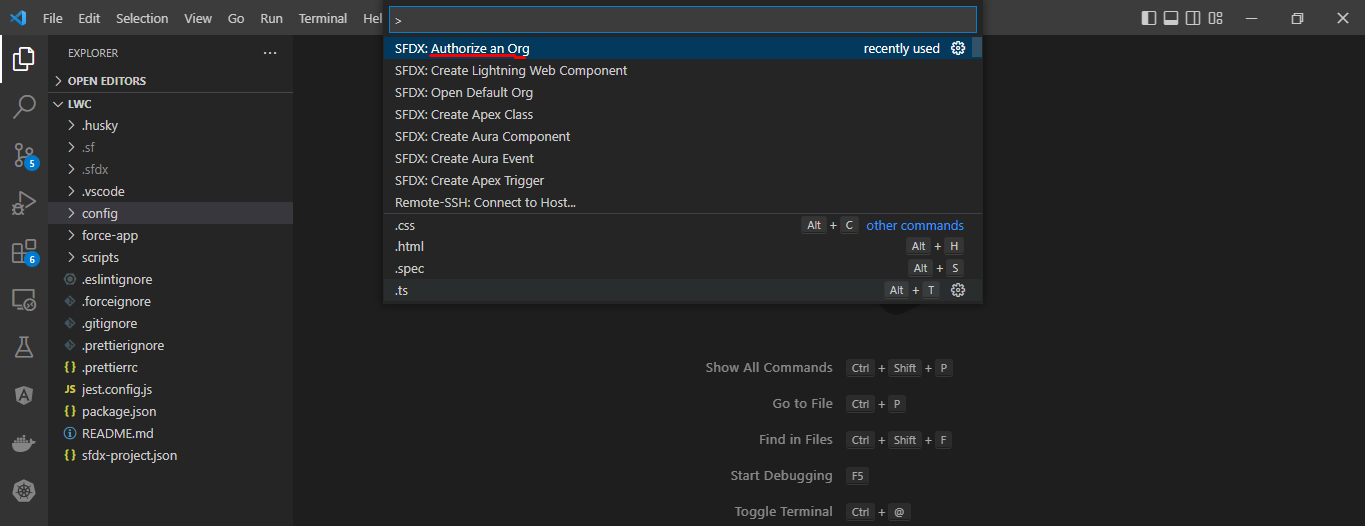 File Edit Selection View Go Run Terminal Hel
>
EXPLORER
OPEN EDITORS
LWC
.husky
.sf
.sfdx
.vscode
config
force-app
scripts
.eslintignore
.forceignore
.gitignore
.prettierignore
{ } .prettierrc
JS jest.config.js
{ } package.json
README.md
{ } sfdx-project.json
5
6
SFDX: Authorize an Org recently used
SFDX: Create Lightning Web Component
SFDX: Open Default Org
SFDX: Create Apex Class
SFDX: Create Aura Component
SFDX: Create Aura Event
SFDX: Create Apex Trigger
Remote-SSH: Connect to Host...
.css Alt + C other commands
.html Alt + H
.spec Alt + S
.ts Alt + T
Show All Commands Ctrl + Shift + P
Go to File Ctrl + P
Find in Files Ctrl + Shift + F
Start Debugging F5
Toggle Terminal Ctrl + @